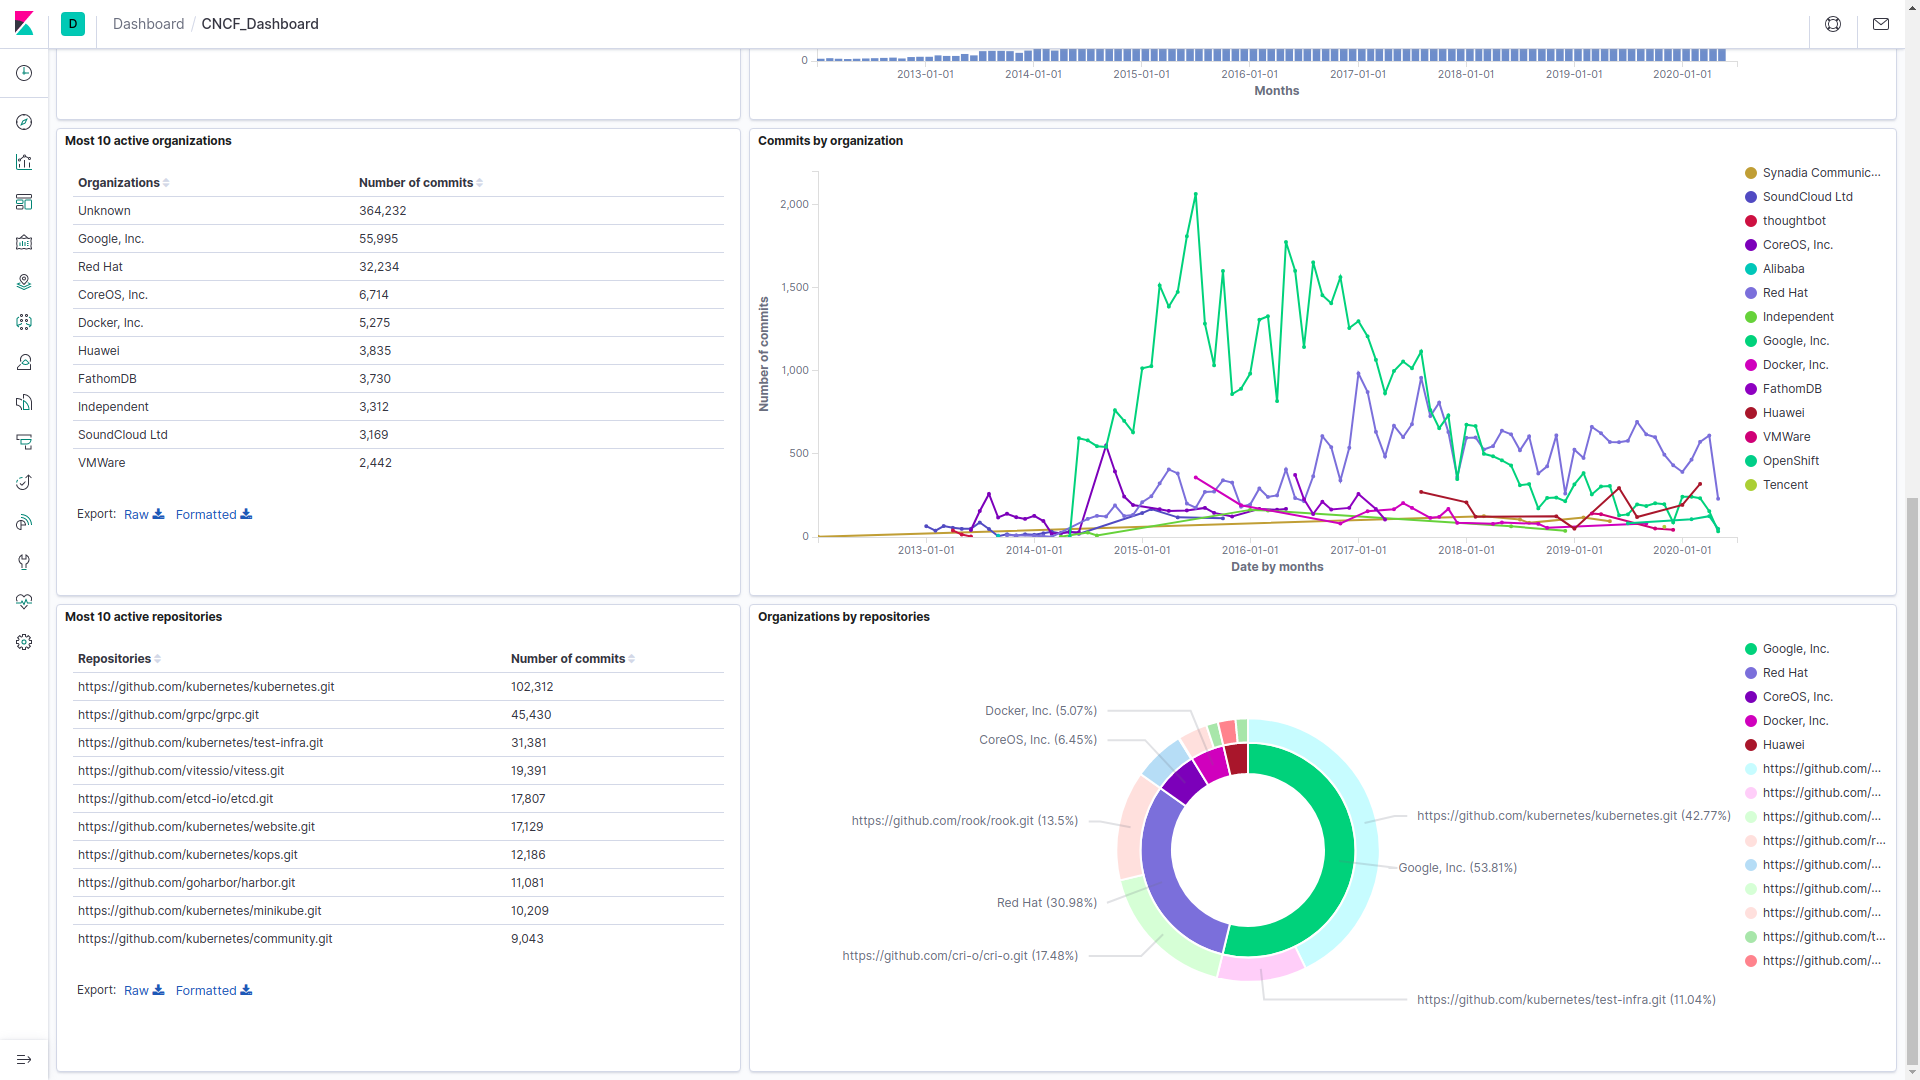 D Dashboard / CNCF_Dashboard
0
2013-01-01 2014-01-01 2015-01-01 2016-01-01 2017-01-01 2018-01-01 2019-01-01 2020-01-01
Months
Most 10 active organizations
Organizations Number of commits
Unknown 364,232
Google, Inc. 55,995
Red Hat 32,234
CoreOS, Inc. 6,714
Docker, Inc. 5,275
Huawei 3,835
FathomDB 3,730
Independent 3,312
SoundCloud Ltd 3,169
VMWare 2,442
Export: Raw Formatted
Commits by organization
Number of commits
2,000
1,500
1,000
500
0
2013-01-01 2014-01-01 2015-01-01 2016-01-01 2017-01-01 2018-01-01 2019-01-01 2020-01-01
Date by months
Synadia Communic...
SoundCloud Ltd
thoughtbot
CoreOS, Inc.
Alibaba
Red Hat
Independent
Google, Inc.
Docker, Inc.
FathomDB
Huawei
VMWare
OpenShift
Tencent
Most 10 active repositories
Repositories Number of commits
https://github.com/kubernetes/kubernetes.git 102,312
https://github.com/grpc/grpc.git 45,430
https://github.com/kubernetes/test-infra.git 31,381
https://github.com/vitessio/vitess.git 19,391
https://github.com/etcd-io/etcd.git 17,807
https://github.com/kubernetes/website.git 17,129
https://github.com/kubernetes/kops.git 12,186
https://github.com/goharbor/harbor.git 11,081
https://github.com/kubernetes/minikube.git 10,209
https://github.com/kubernetes/community.git 9,043
Export: Raw Formatted
Organizations by repositories
Docker, Inc. (5.07%)
CoreOS, Inc. (6.45%)
https://github.com/rook/rook.git (13.5%)
Red Hat (30.98%)
https://github.com/cri-o/cri-o.git (17.48%)
https://github.com/kubernetes/kubernetes.git (42.77%)
Google, Inc. (53.81%)
https://github.com/kubernetes/test-infra.git (11.04%)
Google, Inc.
Red Hat
CoreOS, Inc.
Docker, Inc.
Huawei
https://github.com/...
https://github.com/...
https://github.com/...
https://github.com/r...
https://github.com/...
https://github.com/...
https://github.com/...
https://github.com/t...
https://github.com/...